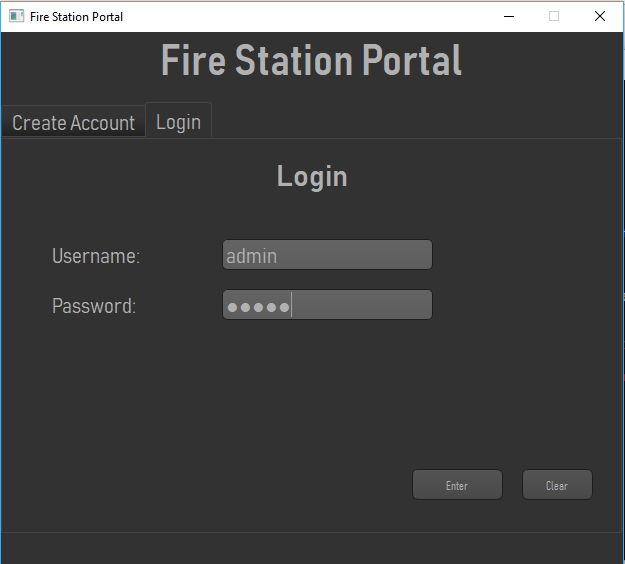 Fire Station Portal
Fire Station Portal
Create Account Login
Login
Username: admin
Password: ●●●●●
Enter Clear